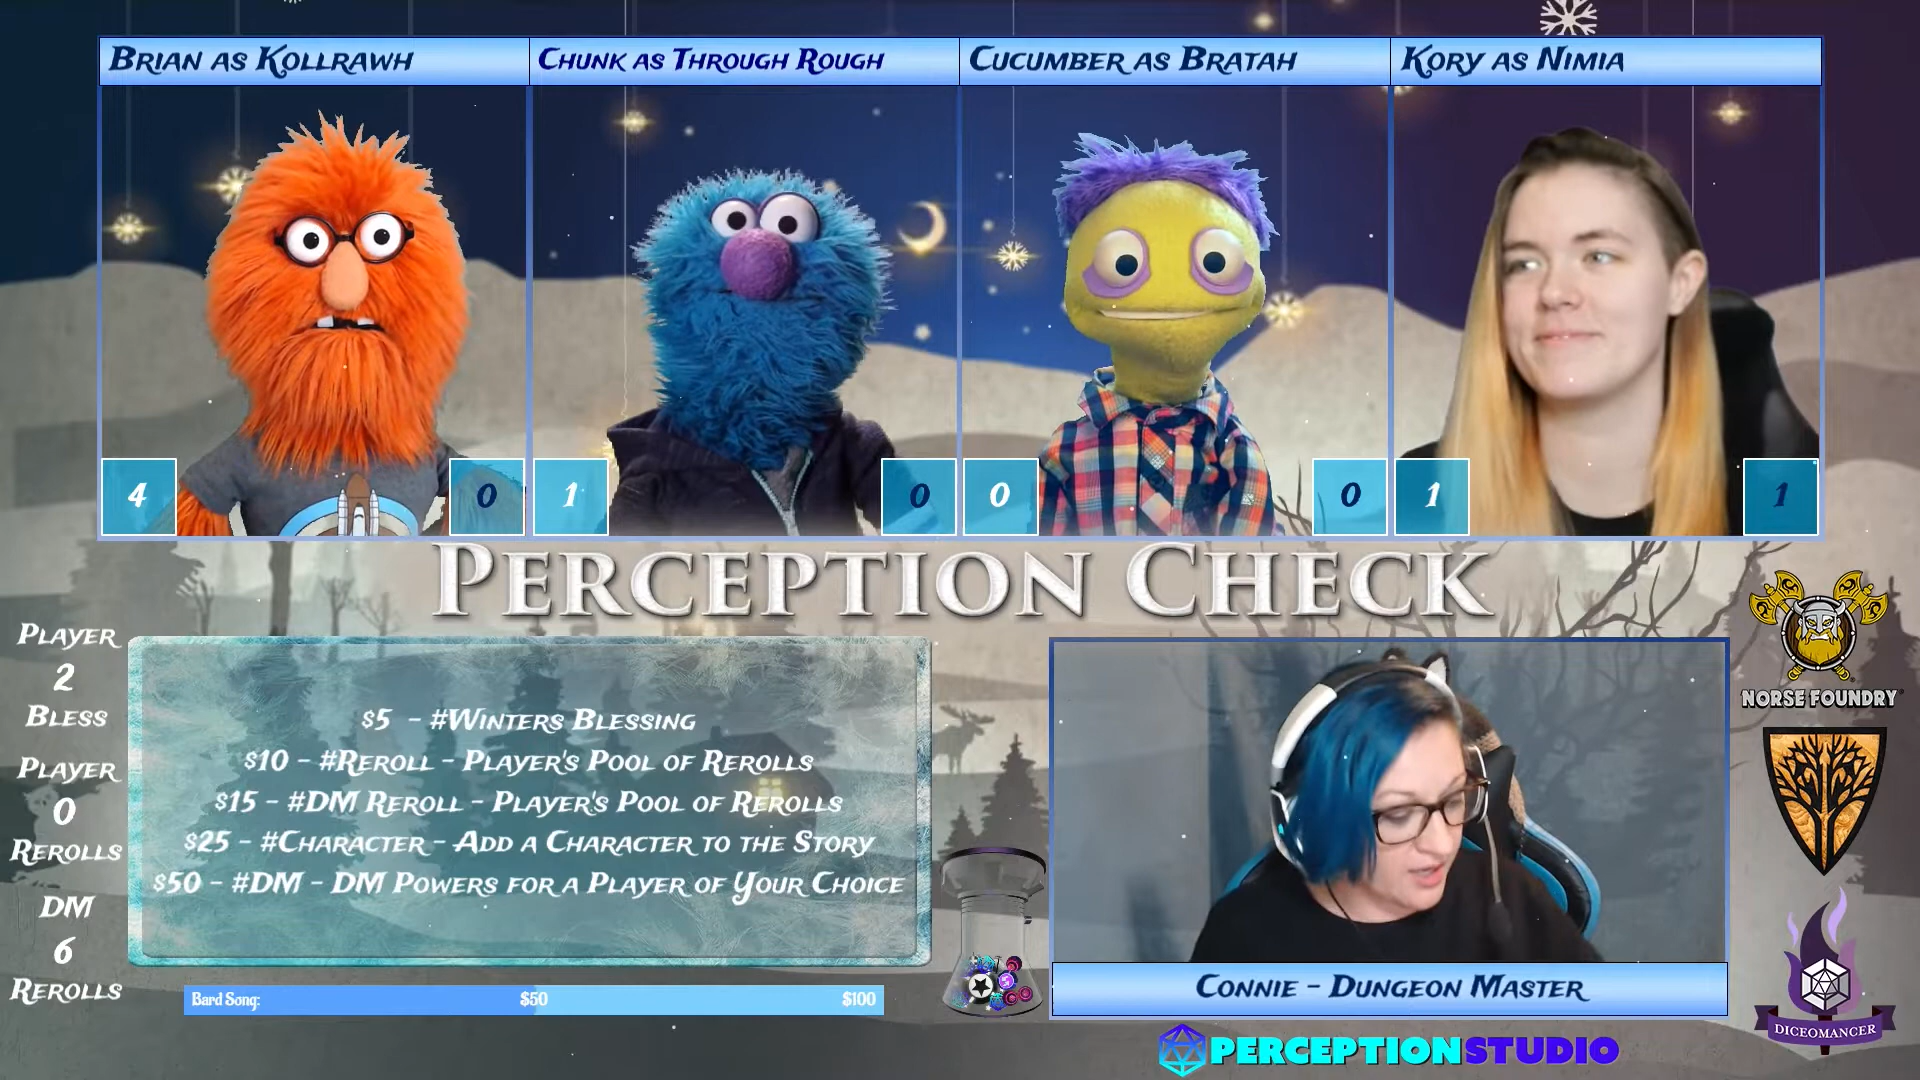 Brian as Kollrawh
Chunk as Through Rough
Cucumber as Bratah
Kory as Nimia
4
0
1
0
0
0
1
1
Perception Check
Player
2
Bless
Player
0
Rerolls
DM
6
Rerolls
$5 - #Winters Blessing
$10 - #Reroll - Player's Pool of Rerolls
$15 - #DM Reroll - Player's Pool of Rerolls
$25 - #Character - Add a Character to the Story
$50 - #DM - DM Powers for a Player of Your Choice
Bard Song: $50 $100
Connie - Dungeon Master
NORSE FOUNDRY
DICEOMANCER
PERCEPTIONSTUDIO